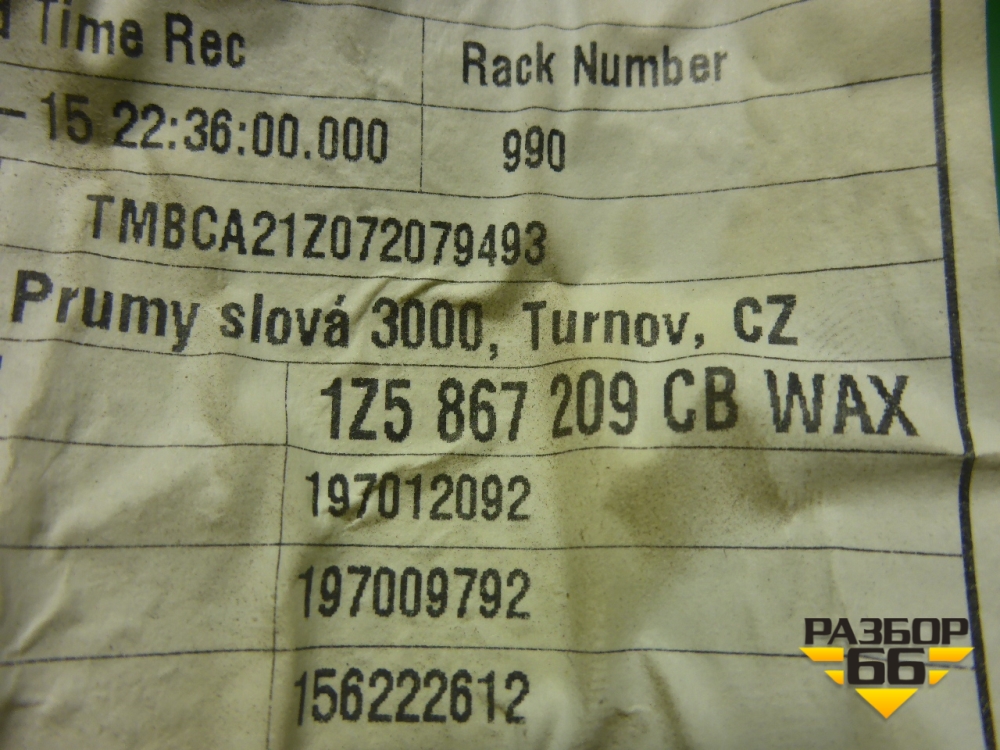 Time Rec Rack Number
- 15 22:36:00.000 990
TMBCA21Z072079493
Prumy slová 3000, Turnov, CZ
1Z5 867 209 CB WAX
197012092
197009792
156222612
РАЗБОР
66